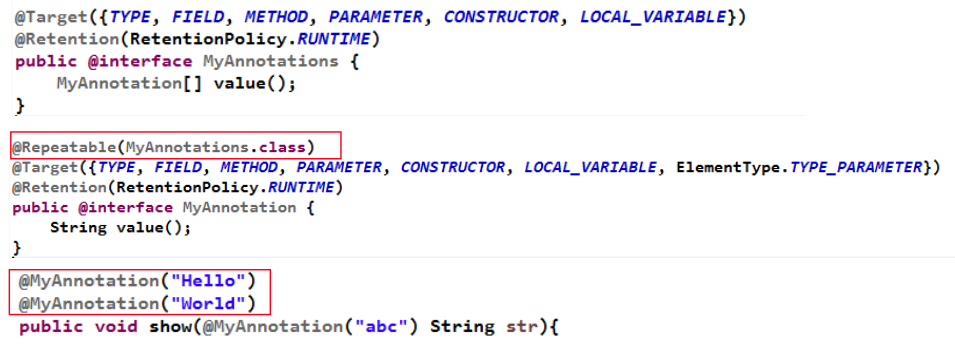 @Target({TYPE, FIELD, METHOD, PARAMETER, CONSTRUCTOR, LOCAL_VARIABLE})
@Retention(RetentionPolicy.RUNTIME)
public @interface MyAnnotations {
    MyAnnotation[] value();
}
@Repeatable(MyAnnotations.class)
@Target({TYPE, FIELD, METHOD, PARAMETER, CONSTRUCTOR, LOCAL_VARIABLE, ElementType.TYPE_PARAMETER})
@Retention(RetentionPolicy.RUNTIME)
public @interface MyAnnotation {
    String value();
}
@MyAnnotation("Hello")
@MyAnnotation("World")
public void show(@MyAnnotation("abc") String str){